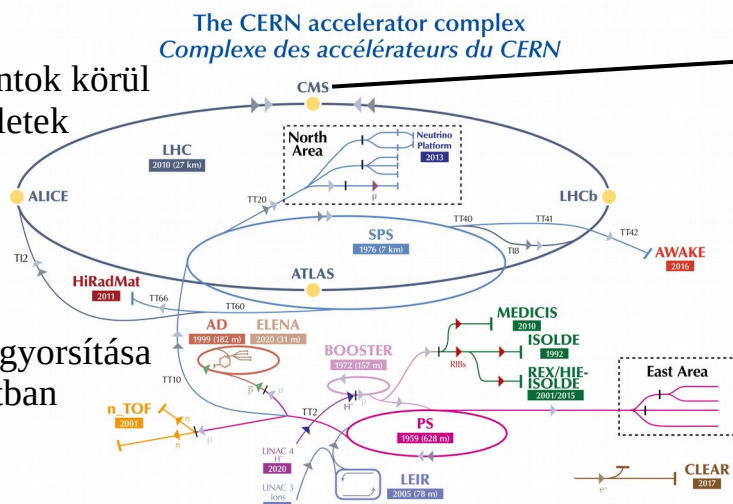 The CERN accelerator complex
Complexe des accélérateurs du CERN
ntok körül
letek
CMS
North
Area
Neutrino
Platform
2013
LHC
2010 (27 km)
μ
ALICE
LHCb
TT20
TT40
TT41
TT42
SPS
1976 (7 km)
TI8
AWAKE
2016
TI2
ATLAS
HiRadMat
2011
TT66
TT60
gyorsítása
tban
AD
1999 (182 m)
ELENA
2020 (31 m)
MEDICIS
2010
ISOLDE
1992
RIBs
REX/HIE-
ISOLDE
2001/2015
BOOSTER
1972 (157 m)
East Area
TT10
p
p
H⁻
p
n_TOF
2001
n
n
p
TT2
LINAC 4
H⁻
2020
PS
1959 (628 m)
LINAC 3
Ions
LEIR
2005 (78 m)
CLEAR
2017
e⁻